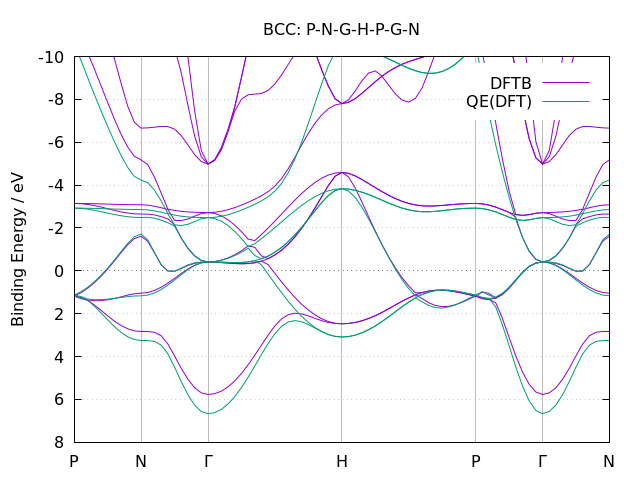 BCC: P-N-G-H-P-G-N
Binding Energy / eV
-10
-8
-6
-4
-2
0
2
4
6
8
DFTB
QE(DFT)
P N Γ H P Γ N